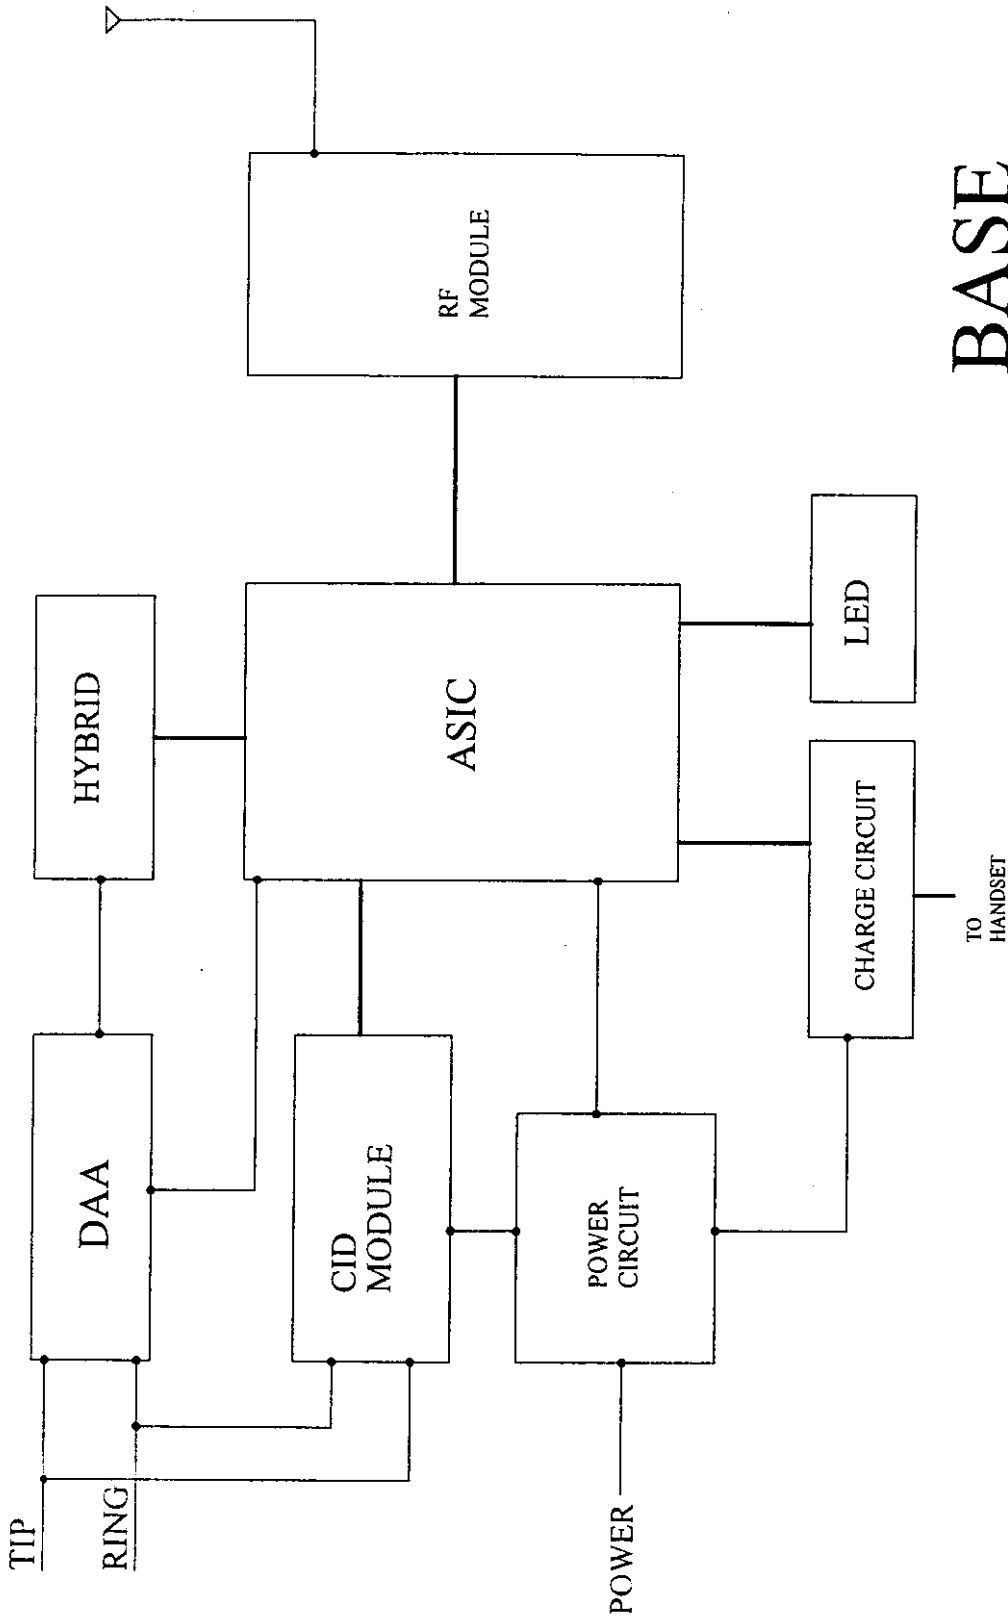 TIP
RING
DAA
HYBRID
CID
MODULE
ASIC
RF
MODULE
POWER
POWER
CIRCUIT
CHARGE CIRCUIT
LED
TO
HANDSET
BASE